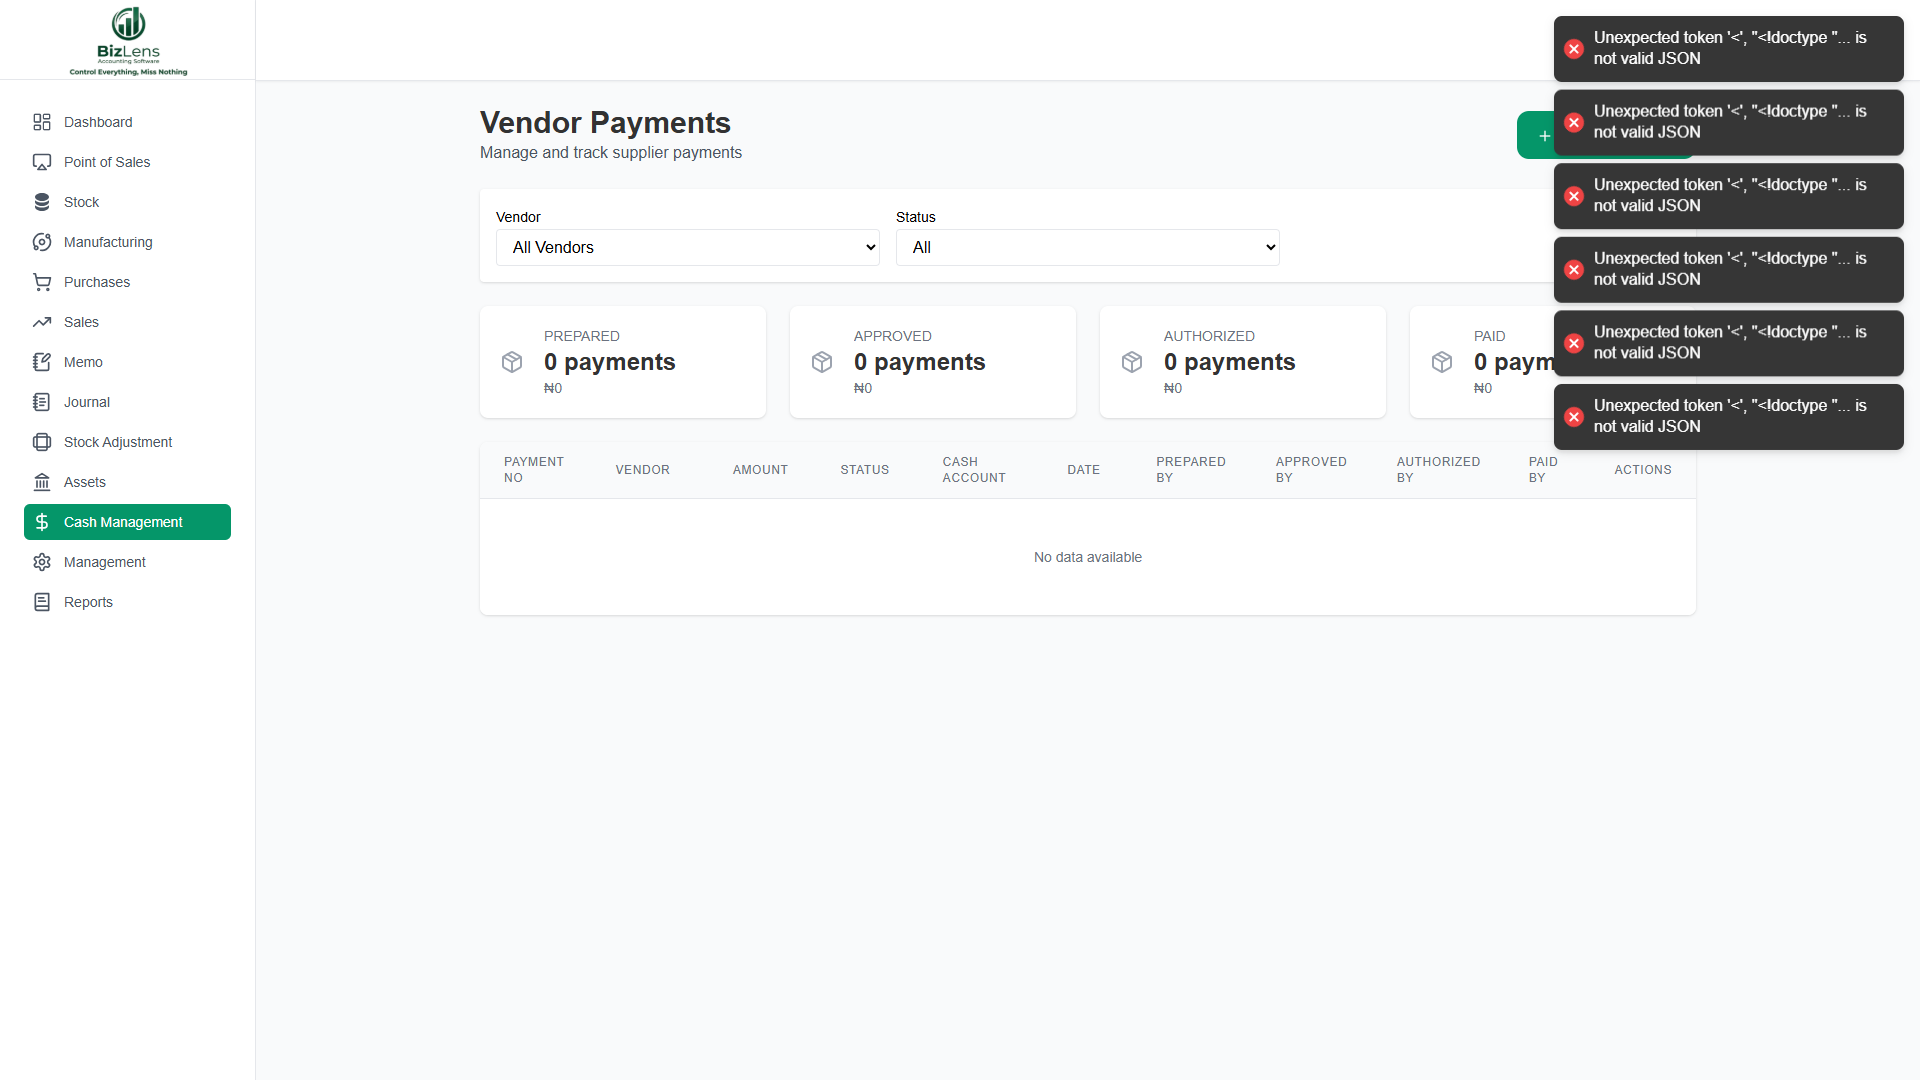 BizLens
Accounting Software
Control Everything, Miss Nothing
Dashboard
Point of Sales
Stock
Manufacturing
Purchases
Sales
Memo
Journal
Stock Adjustment
Assets
Cash Management
Management
Reports
Vendor Payments
Manage and track supplier payments
+
Vendor
All Vendors
Status
All
PREPARED
0 payments
₦0
APPROVED
0 payments
₦0
AUTHORIZED
0 payments
₦0
PAID
0 paym
₦0
PAYMENT NO
VENDOR
AMOUNT
STATUS
CASH ACCOUNT
DATE
PREPARED BY
APPROVED BY
AUTHORIZED BY
PAID BY
ACTIONS
No data available
Unexpected token '<', "<!doctype "... is
not valid JSON
Unexpected token '<', "<!doctype "... is
not valid JSON
Unexpected token '<', "<!doctype "... is
not valid JSON
Unexpected token '<', "<!doctype "... is
not valid JSON
Unexpected token '<', "<!doctype "... is
not valid JSON
Unexpected token '<', "<!doctype "... is
not valid JSON